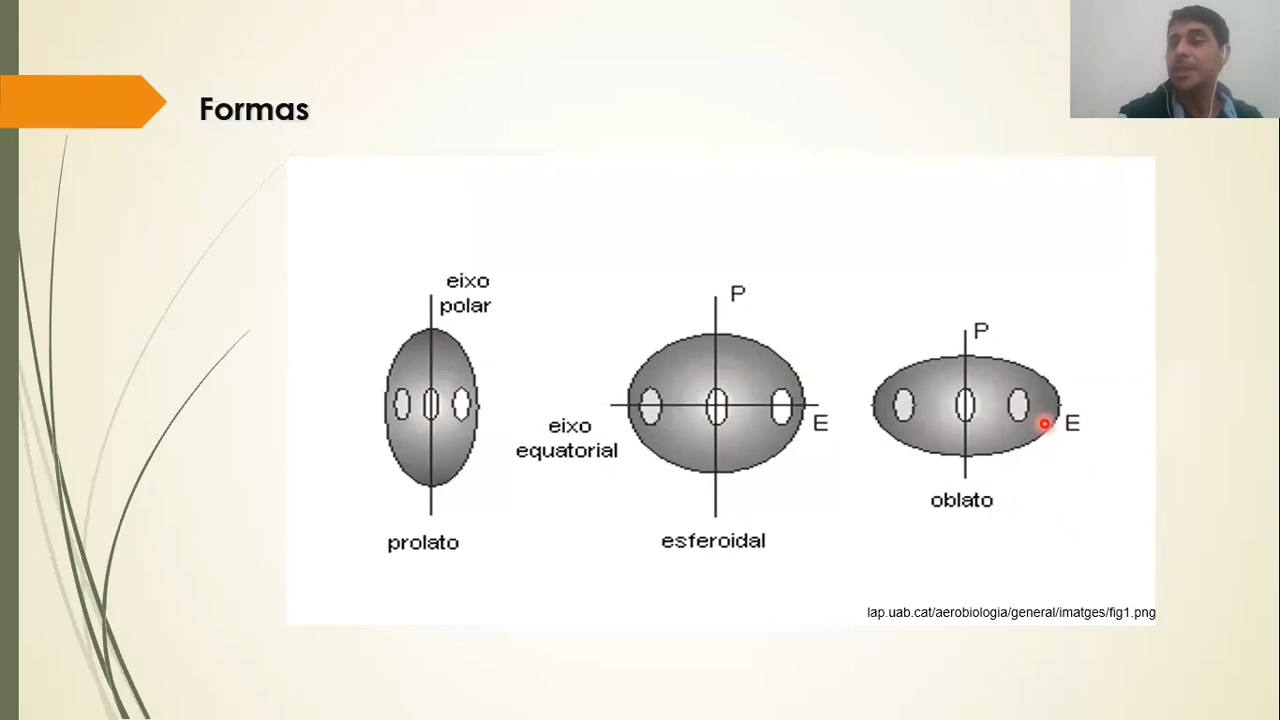 Formas
eixo
polar
prolato
P
eixo
equatorial
E
esferoidal
P
E
oblato
lap.uab.cat/aerobiologia/general/imatges/fig1.png